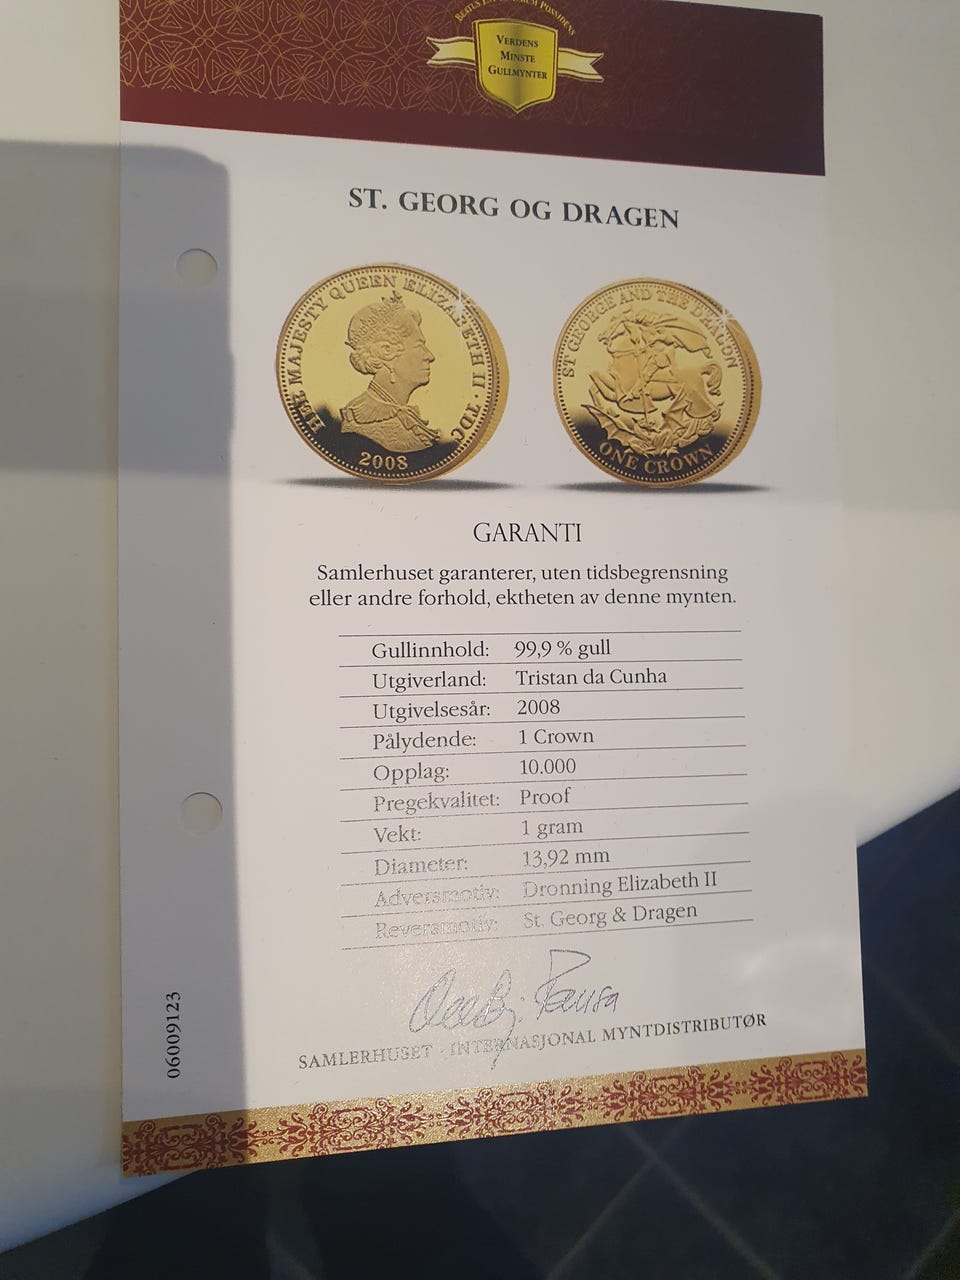 BEATUS
POSSIDENS
VERDENS
MINSTE
GULLMYNTER
ST. GEORG OG DRAGEN
HER MAJESTY QUEEN ELIZABETH II · TDC
2008
ST GEORGE AND THE DRAGON
ONE CROWN
GARANTI
Samlerhuset garanterer, uten tidsbegrensning
eller andre forhold, ektheten av denne mynten.
Gullinnhold: 99,9 % gull
Utgiverland: Tristan da Cunha
Utgivelsesår: 2008
Pålydende: 1 Crown
Opplag: 10.000
Pregekvalitet: Proof
Vekt: 1 gram
Diameter: 13,92 mm
Adversmotiv: Dronning Elizabeth II
Reversmotiv: St. Georg & Dragen
SAMLERHUSET - INTERNASJONAL MYNTDISTRIBUTØR
06009123